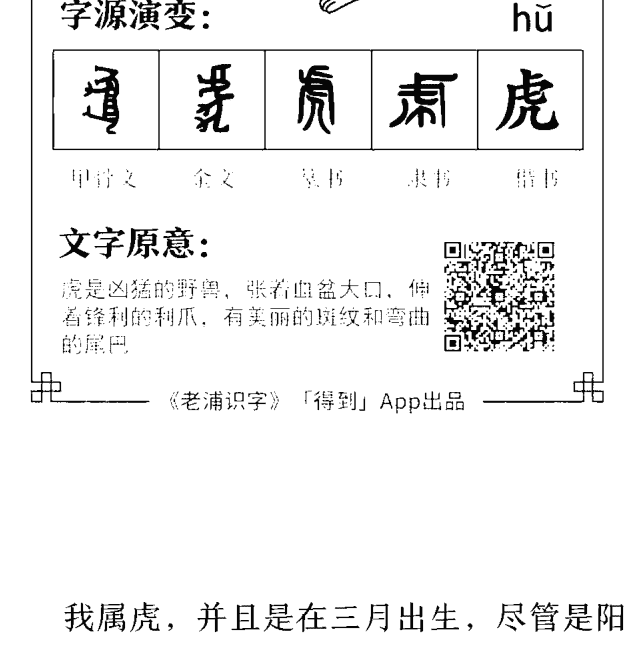 字源演变：
hǔ
虎
甲骨文 金文 篆书 隶书 楷书
文字原意：
虎是凶猛的野兽，张着血盆大口，伸
着锋利的利爪，有美丽的斑纹和弯曲
的尾巴
《老浦识字》「得到」App出品
我属虎，并且是在三月出生，尽管是阳